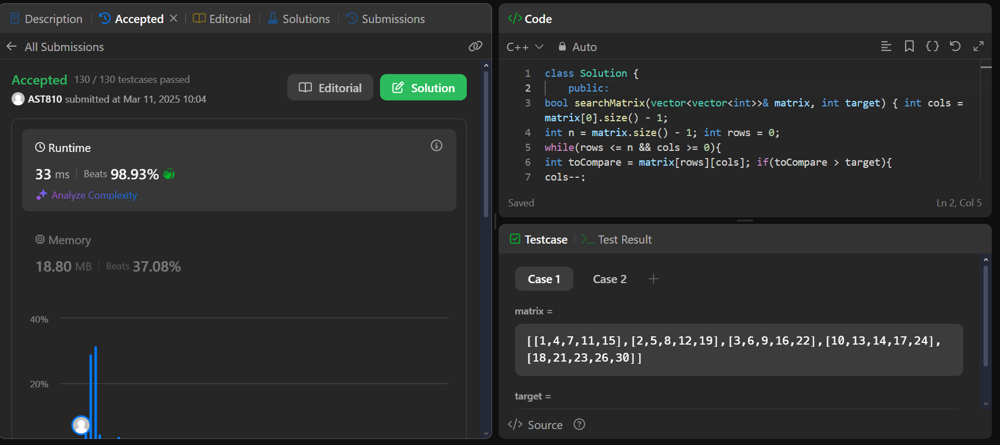 Description
Accepted
Editorial
Solutions
Submissions
All Submissions
Accepted 130 / 130 testcases passed
AST810 submitted at Mar 11, 2025 10:04
Editorial
Solution
Runtime
33 ms | Beats 98.93%
Analyze Complexity
Memory
18.80 MB | Beats 37.08%
40%
20%
</> Code
C++
Auto
1 class Solution {
2 public:
3 bool searchMatrix(vector<vector<int>>& matrix, int target) { int cols =
matrix[0].size() - 1;
4 int n = matrix.size() - 1; int rows = 0;
5 while(rows <= n && cols >= 0){
6 int toCompare = matrix[rows][cols]; if(toCompare > target){
7 cols--;
Saved
Ln 2, Col 5
Testcase
>_ Test Result
Case 1
Case 2
+
matrix =
[[1,4,7,11,15],[2,5,8,12,19],[3,6,9,16,22],[10,13,14,17,24],
[18,21,23,26,30]]
target =
</> Source